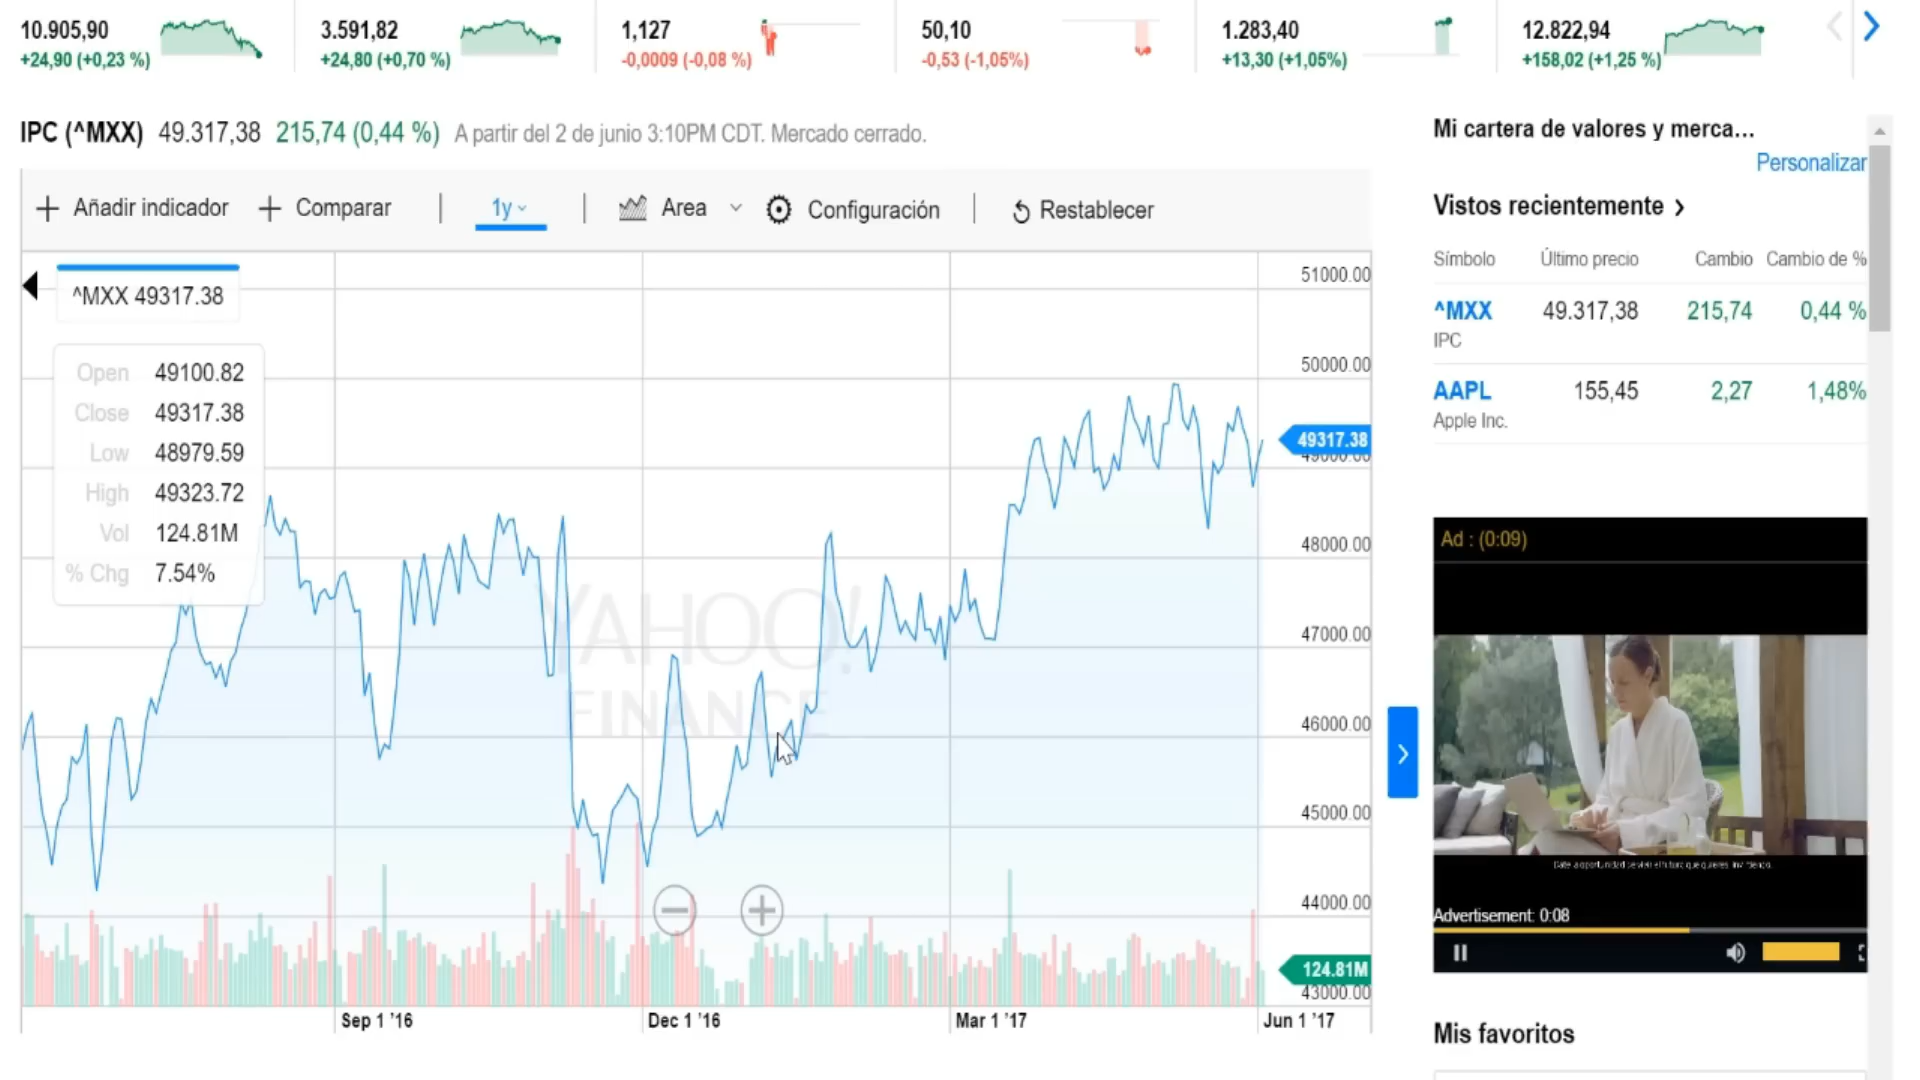 10.905,90
+24,90 (+0,23 %)
3.591,82
+24,80 (+0,70 %)
1,127
-0,0009 (-0,08 %)
50,10
-0,53 (-1,05%)
1.283,40
+13,30 (+1,05%)
12.822,94
+158,02 (+1,25 %)
IPC (^MXX) 49.317,38 215,74 (0,44 %) A partir del 2 de junio 3:10PM CDT. Mercado cerrado.
Añadir indicador Comparar 1y Area Configuración Restablecer
^MXX 49317.38
Open 49100.82
Close 49317.38
Low 48979.59
High 49323.72
Vol 124.81M
% Chg 7.54%
YAHOO!
FINANCE
51000.00
50000.00
49317.38
49000.00
48000.00
47000.00
46000.00
45000.00
44000.00
124.81M
43000.00
Sep 1 '16 Dec 1 '16 Mar 1 '17 Jun 1 '17
Mi cartera de valores y merca...
Personalizar
Vistos recientemente
Símbolo Último precio Cambio Cambio de %
^MXX 49.317,38 215,74 0,44 %
IPC
AAPL 155,45 2,27 1,48%
Apple Inc.
Ad : (0:09)
Advertisement: 0:08
Mis favoritos